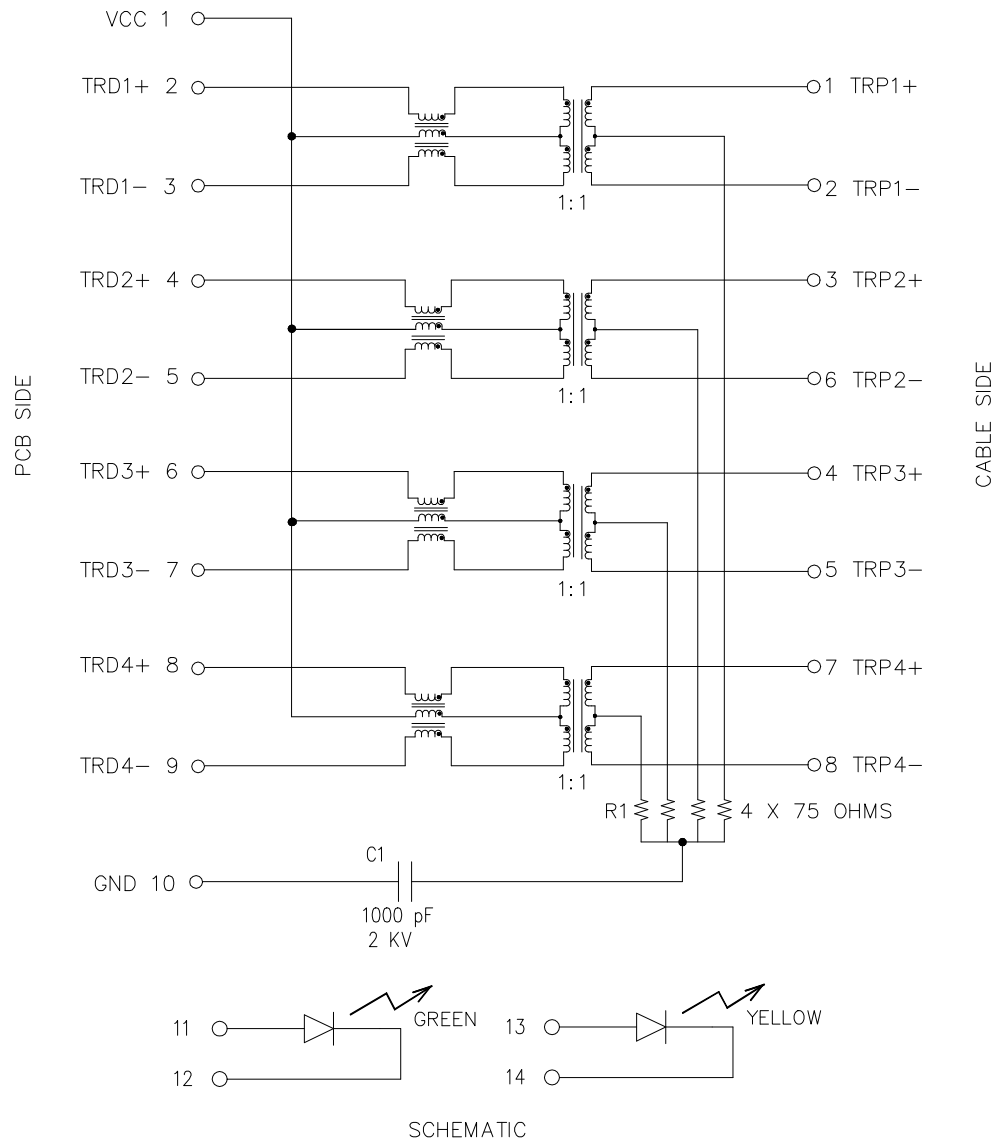 VCC 1
TRD1+ 2
1 TRP1+
TRD1- 3
2 TRP1-
1:1
TRD2+ 4
3 TRP2+
TRD2- 5
6 TRP2-
1:1
PCB SIDE
CABLE SIDE
TRD3+ 6
4 TRP3+
TRD3- 7
5 TRP3-
1:1
TRD4+ 8
7 TRP4+
TRD4- 9
8 TRP4-
1:1
R1
4 X 75 OHMS
C1
GND 10
1000 pF
2 KV
11
GREEN
12
13
YELLOW
14
SCHEMATIC